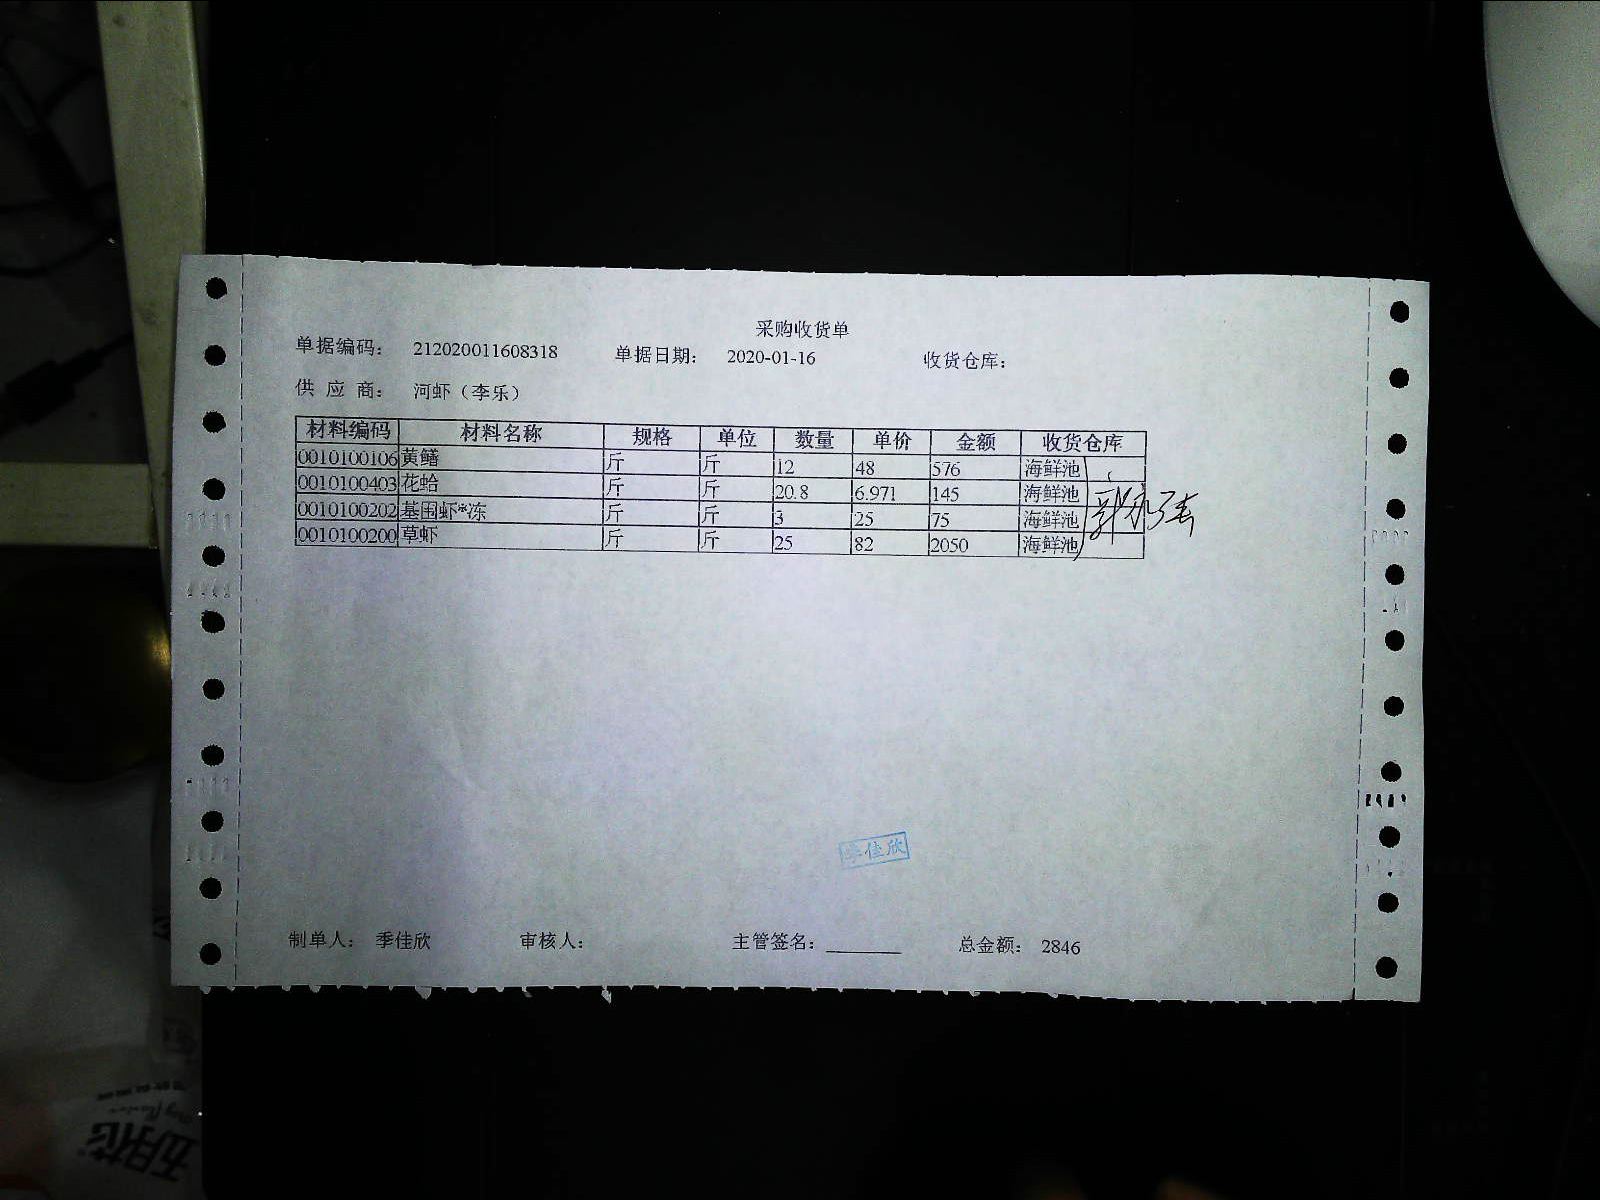 采购收货单
单据编码： 212020011608318 单据日期： 2020-01-16 收货仓库：
供 应 商： 河虾（李乐）
材料编码 材料名称 规格 单位 数量 单价 金额 收货仓库
0010100106 黄鳝 斤 斤 12 48 576 海鲜池
0010100403 花蛤 斤 斤 20.8 6.971 145 海鲜池
0010100202 基围虾*冻 斤 斤 3 25 75 海鲜池
0010100200 草虾 斤 斤 25 82 2050 海鲜池
季佳欣
制单人： 季佳欣 审核人： 主管签名： 总金额： 2846